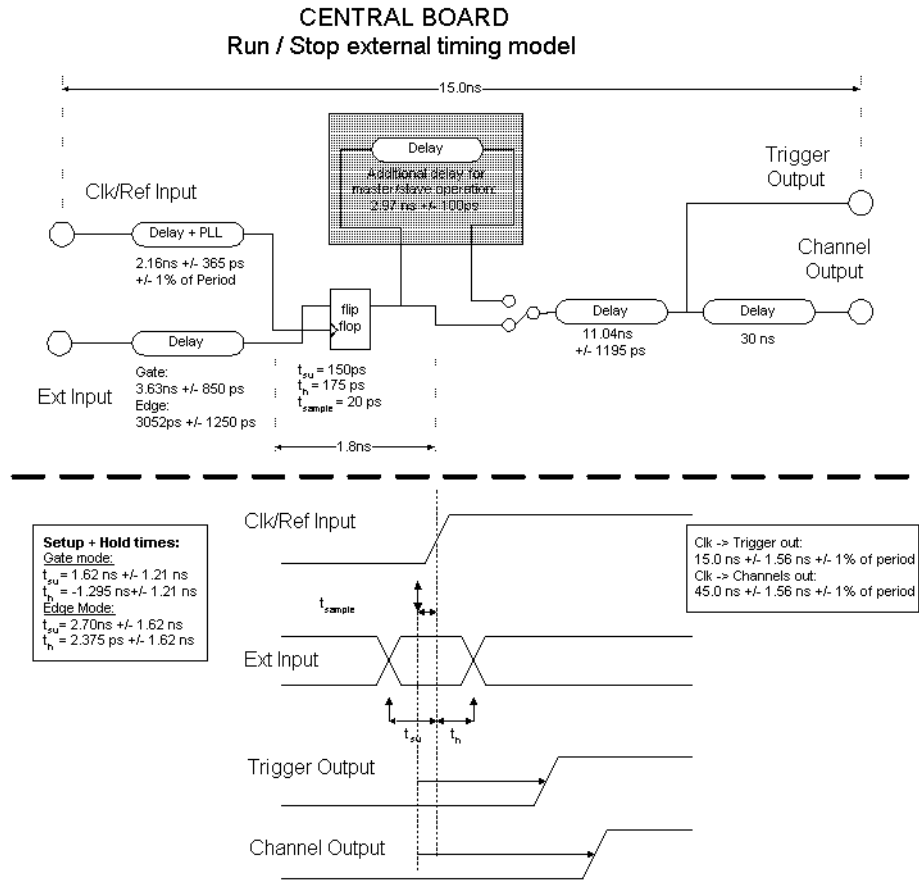 CENTRAL BOARD
Run / Stop external timing model
15.0ns
Delay
Additional delay for
master/slave operation:
2.97 ns +/- 100ps
Trigger
Output
Clk/Ref Input
Delay + PLL
2.16ns +/- 365 ps
+/- 1% of Period
Channel
Output
flip
flop
Delay
11.04ns
+/- 1195 ps
Delay
30 ns
Delay
Ext Input
Gate:
3.63ns +/- 850 ps
Edge:
3052ps +/- 1250 ps
tsu = 150ps
th = 175 ps
tsample = 20 ps
1.8ns
Clk/Ref Input
Setup + Hold times:
Gate mode:
tsu = 1.62 ns +/- 1.21 ns
th = -1.295 ns+/- 1.21 ns
Edge Mode:
tsu = 2.70ns +/- 1.62 ns
th = 2.375 ps +/- 1.62 ns
Clk -> Trigger out:
15.0 ns +/- 1.56 ns +/- 1% of period
Clk -> Channels out:
45.0 ns +/- 1.56 ns +/- 1% of period
tsample
Ext Input
tsu
th
Trigger Output
Channel Output